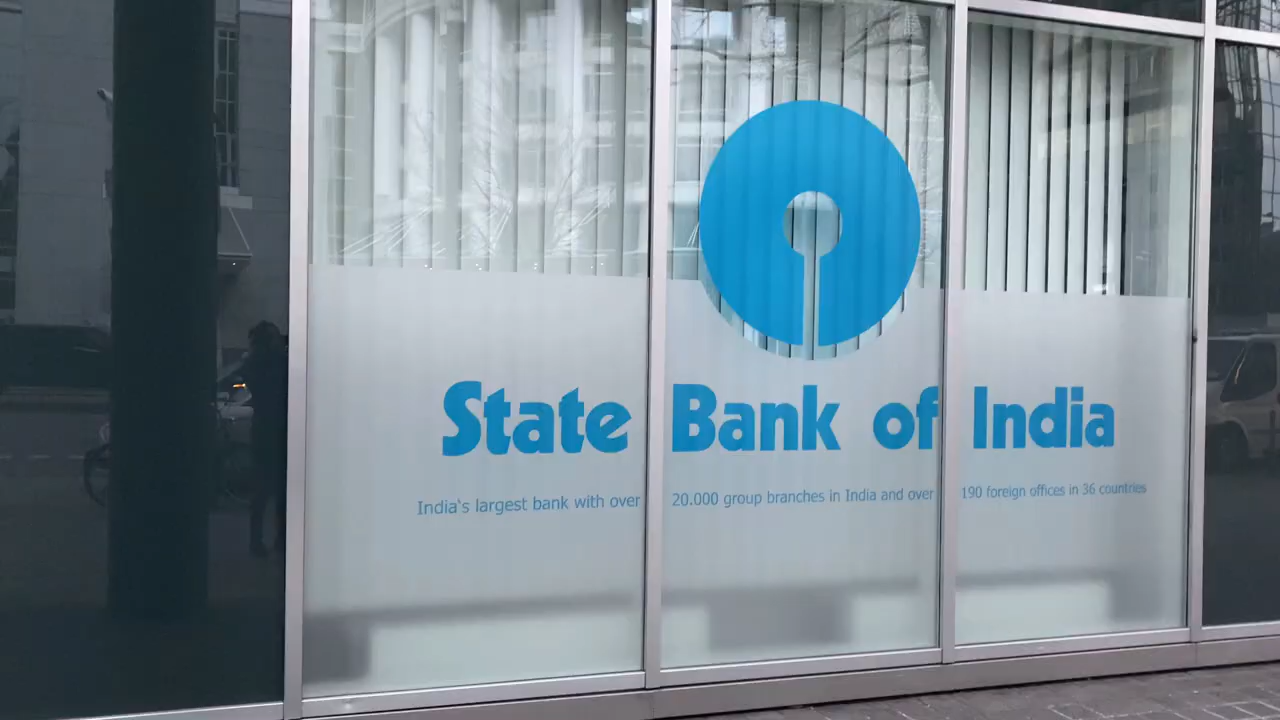 State Bank of India
India's largest bank with over 20.000 group branches in India and over 190 foreign offices in 36 countries